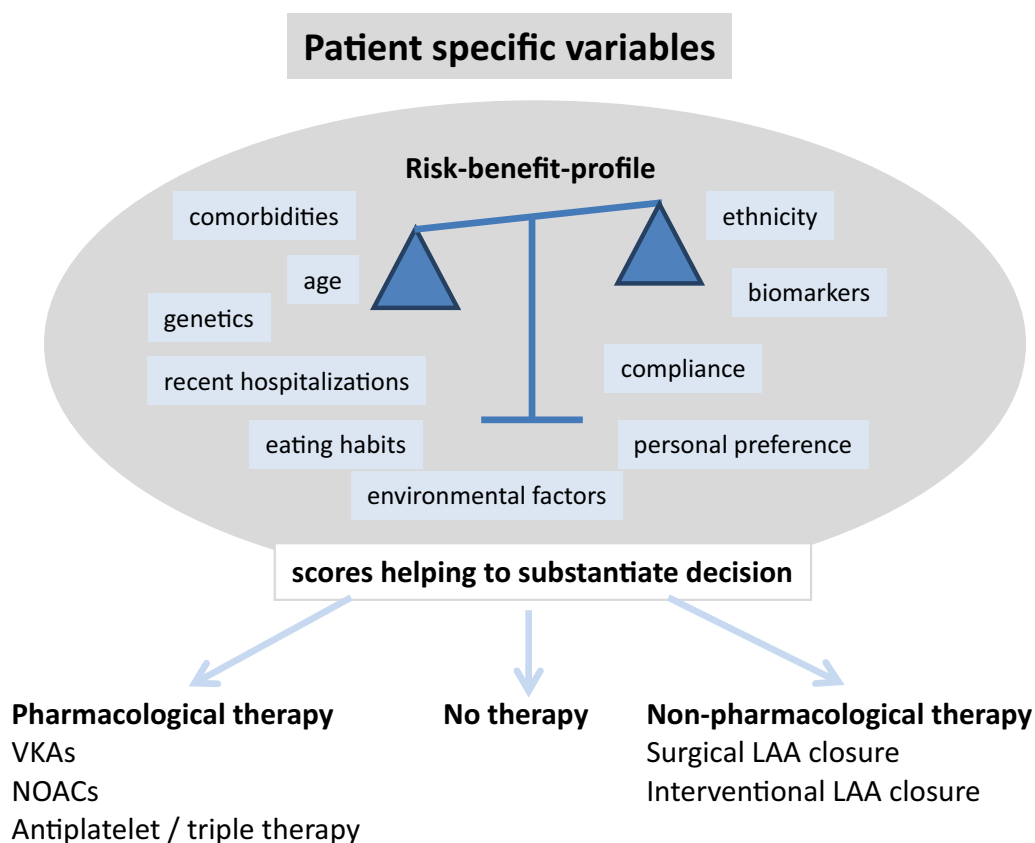 Patient specific variables
Risk-benefit-profile
comorbidities
ethnicity
age
biomarkers
genetics
compliance
recent hospitalizations
eating habits
personal preference
environmental factors
scores helping to substantiate decision
Pharmacological therapy
VKAs
NOACs
Antiplatelet / triple therapy
No therapy
Non-pharmacological therapy
Surgical LAA closure
Interventional LAA closure